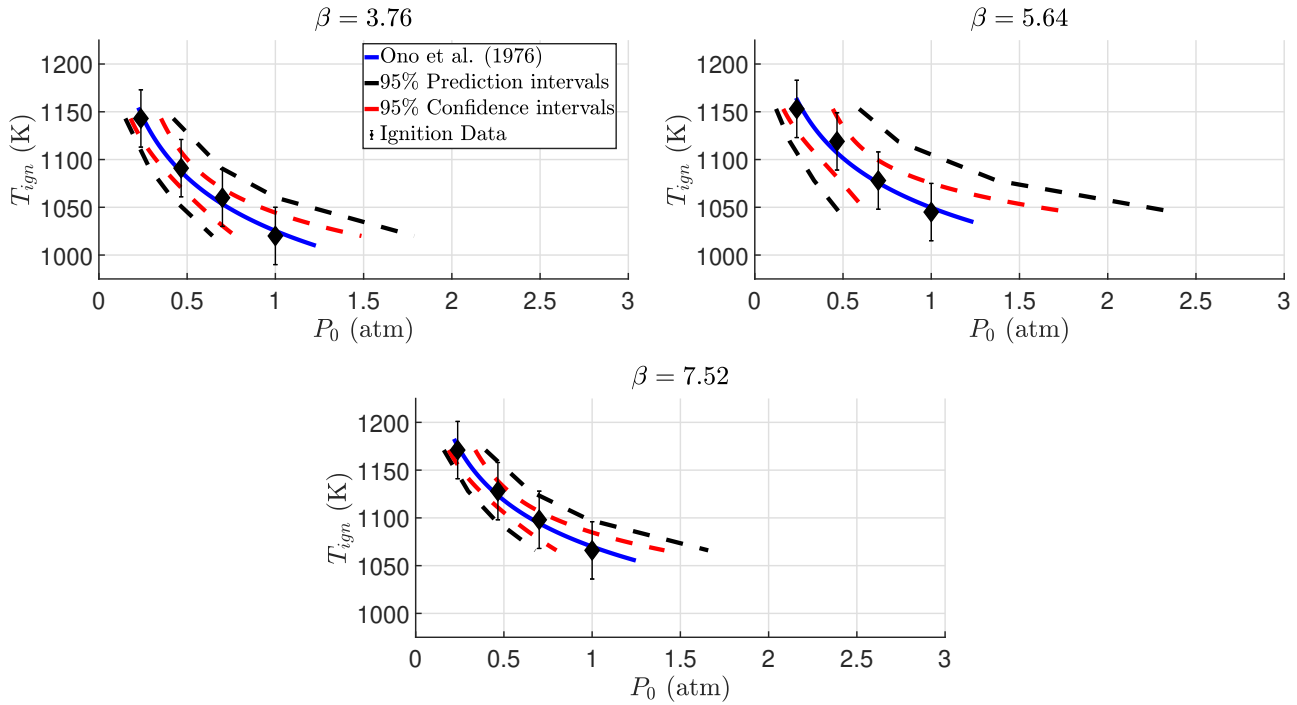 β = 3.76
1200
1150
1100
1050
1000
T_ign (K)
0 0.5 1 1.5 2 2.5 3
P_0 (atm)
Ono et al. (1976)
95% Prediction intervals
95% Confidence intervals
Ignition Data
β = 5.64
1200
1150
1100
1050
1000
T_ign (K)
0 0.5 1 1.5 2 2.5 3
P_0 (atm)
β = 7.52
1200
1150
1100
1050
1000
T_ign (K)
0 0.5 1 1.5 2 2.5 3
P_0 (atm)